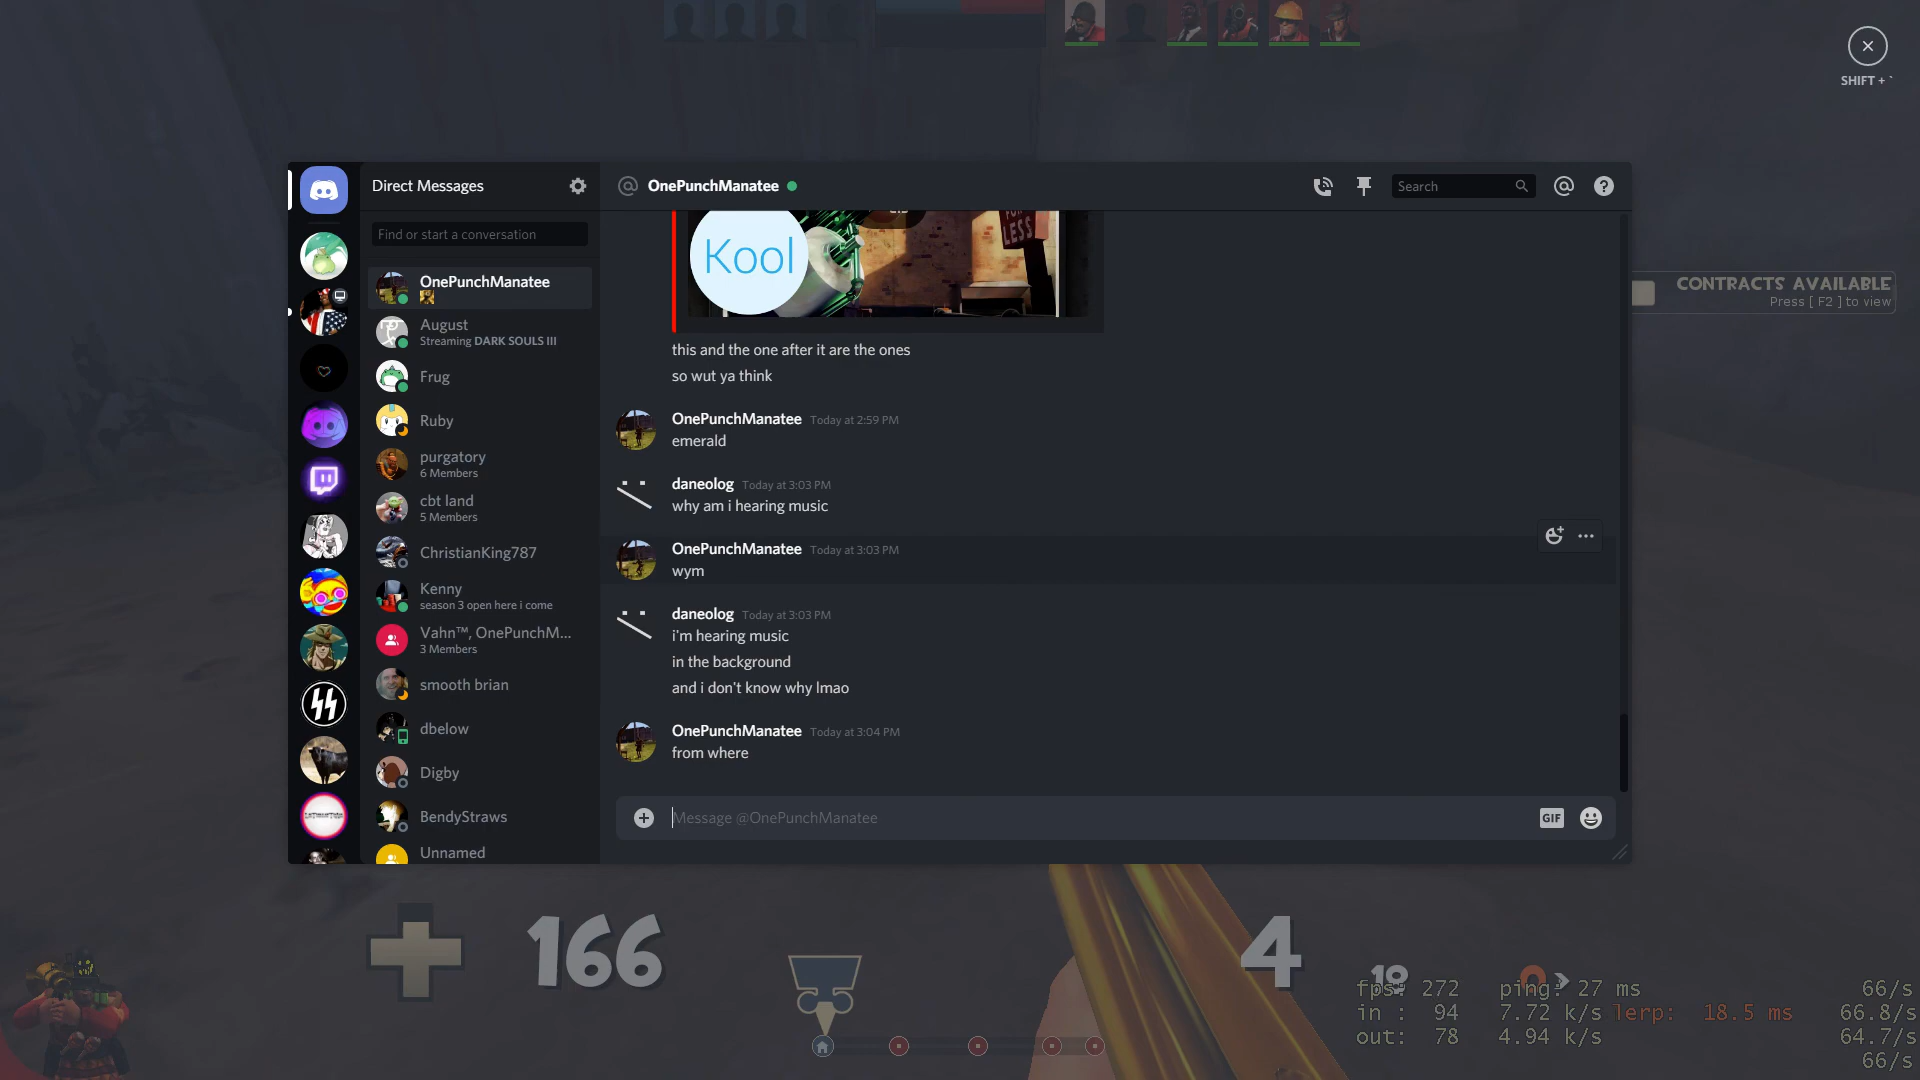 SHIFT + `
Direct Messages
OnePunchManatee
Search
Find or start a conversation
OnePunchManatee
August
Streaming DARK SOULS III
Frug
Ruby
purgatory
6 Members
cbt land
5 Members
ChristianKing787
Kenny
season 3 open here i come
Vahn™, OnePunchM...
3 Members
smooth brian
dbelow
Digby
BendyStraws
Unnamed
Kool
LESS
this and the one after it are the ones
so wut ya think
OnePunchManatee Today at 2:59 PM
emerald
daneolog Today at 3:03 PM
why am i hearing music
OnePunchManatee Today at 3:03 PM
wym
daneolog Today at 3:03 PM
i'm hearing music
in the background
and i don't know why lmao
OnePunchManatee Today at 3:04 PM
from where
Message @OnePunchManatee
GIF
CONTRACTS AVAILABLE
Press [ F2 ] to view
166
4
19
fps: 272 ping: 27 ms 66/s
in : 94 7.72 k/s lerp: 18.5 ms 66.8/s
out: 78 4.94 k/s 64.7/s
66/s